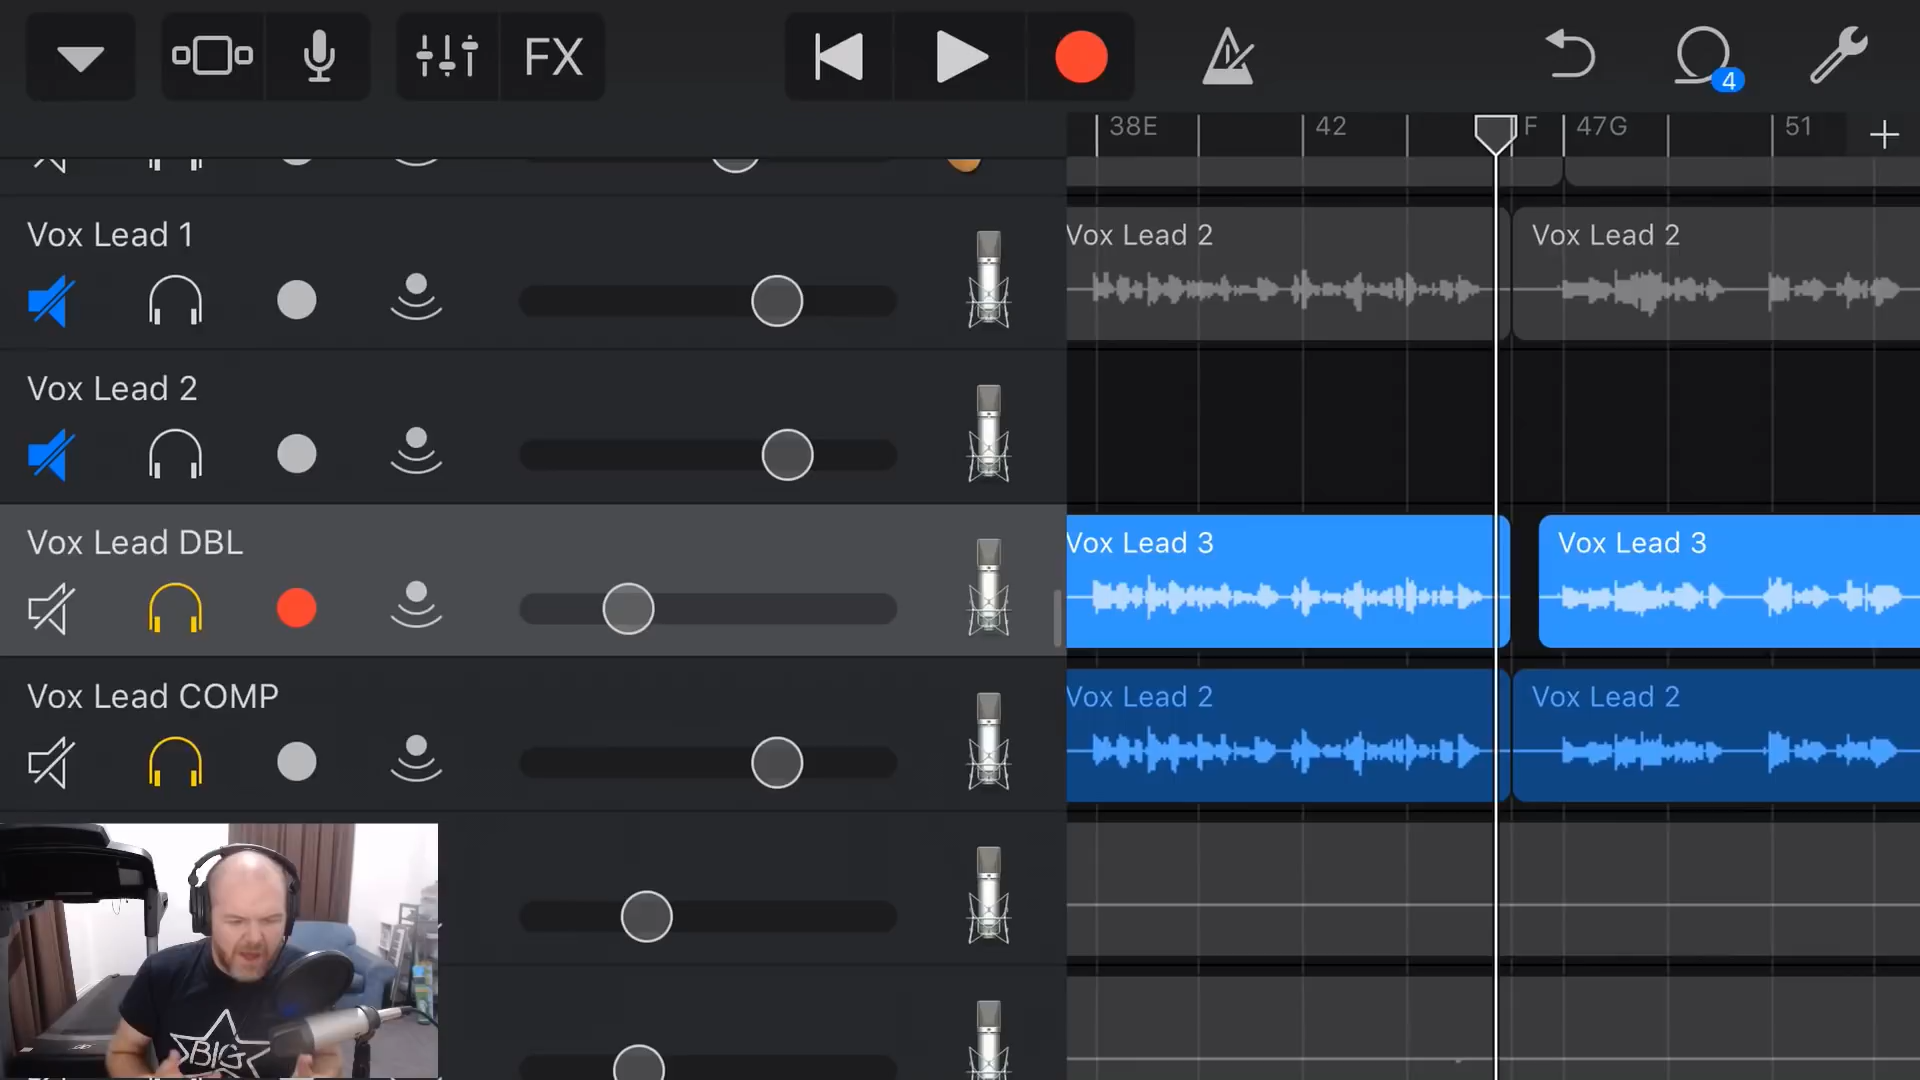 FX
4
38E 42 F 47G 51
Vox Lead 1
Vox Lead 2 Vox Lead 2
Vox Lead 2
Vox Lead DBL
Vox Lead 3 Vox Lead 3
Vox Lead COMP
Vox Lead 2 Vox Lead 2
BIG